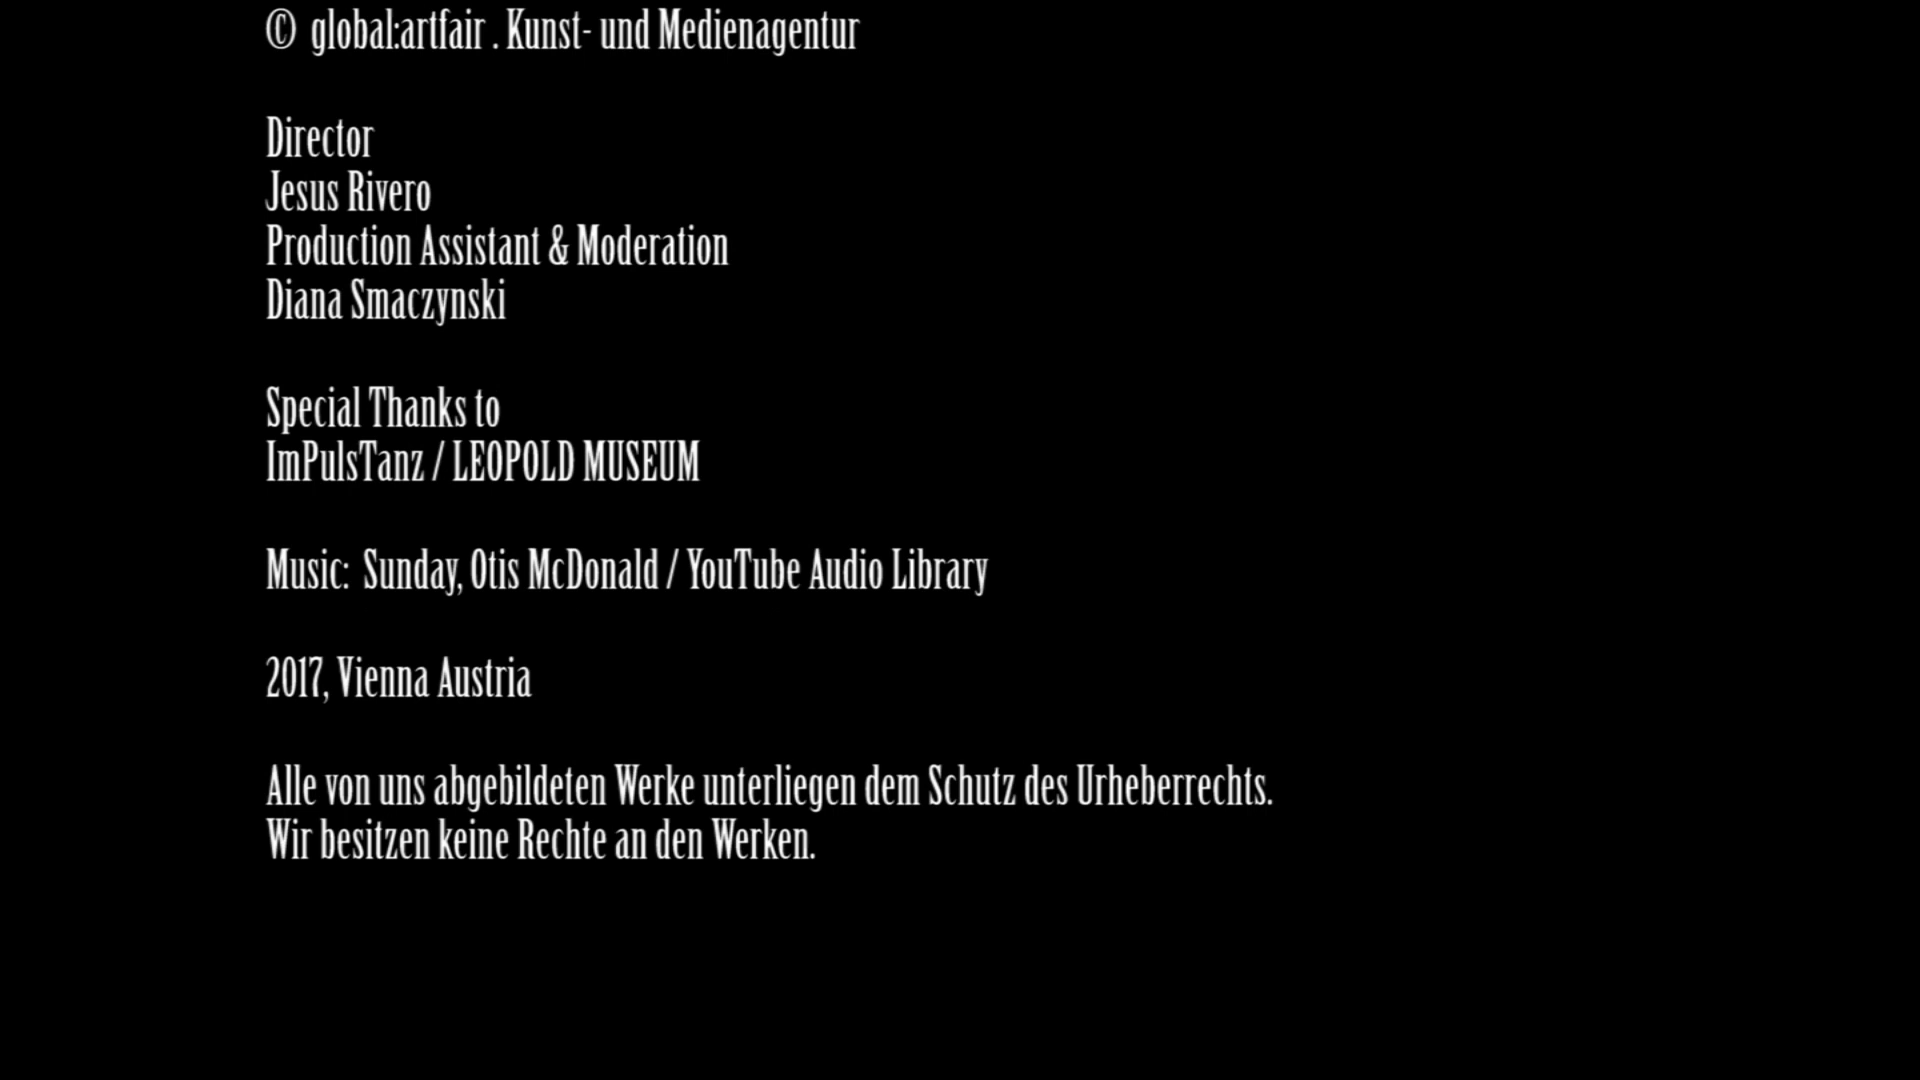 © global:artfair . Kunst- und Medienagentur
Director
Jesus Rivero
Production Assistant & Moderation
Diana Smaczynski
Special Thanks to
ImPulsTanz / LEOPOLD MUSEUM
Music: Sunday, Otis McDonald / YouTube Audio Library
2017, Vienna Austria
Alle von uns abgebildeten Werke unterliegen dem Schutz des Urheberrechts.
Wir besitzen keine Rechte an den Werken.